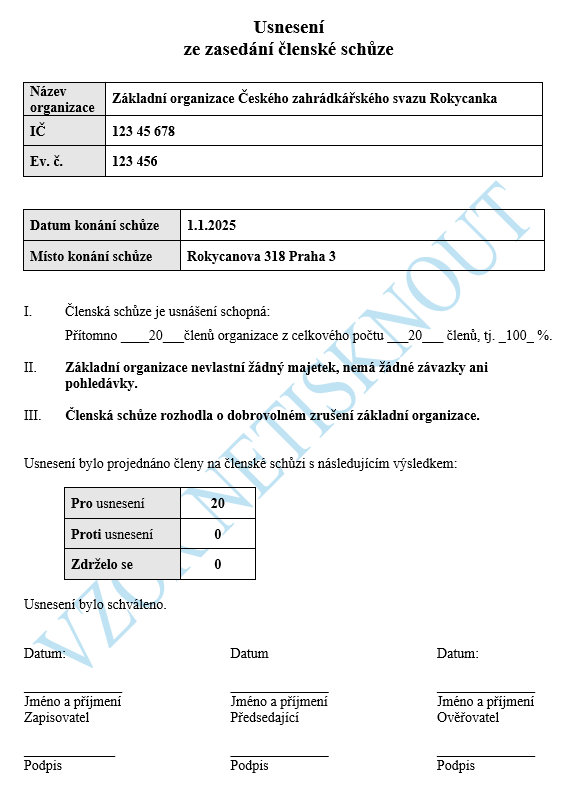 Usnesení
ze zasedání členské schůze
Název
organizace
Základní organizace Českého zahrádkářského svazu Rokycanka
IČ 123 45 678
Ev. č. 123 456
Datum konání schůze 1.1.2025
Místo konání schůze Rokycanova 318 Praha 3
I. Členská schůze je usnášení schopná:
Přítomno ____20___členů organizace z celkového počtu ___20___ členů, tj. _100_ %.
II. Základní organizace nevlastní žádný majetek, nemá žádné závazky ani
pohledávky.
III. Členská schůze rozhodla o dobrovolném zrušení základní organizace.
Usnesení bylo projednáno členy na členské schůzi s následujícím výsledkem:
Pro usnesení 20
Proti usnesení 0
Zdrželo se 0
Usnesení bylo schváleno.
Datum: Datum Datum:
Jméno a příjmení Jméno a příjmení Jméno a příjmení
Zapisovatel Předsedající Ověřovatel
Podpis Podpis Podpis
VZOR NETISKNOUT